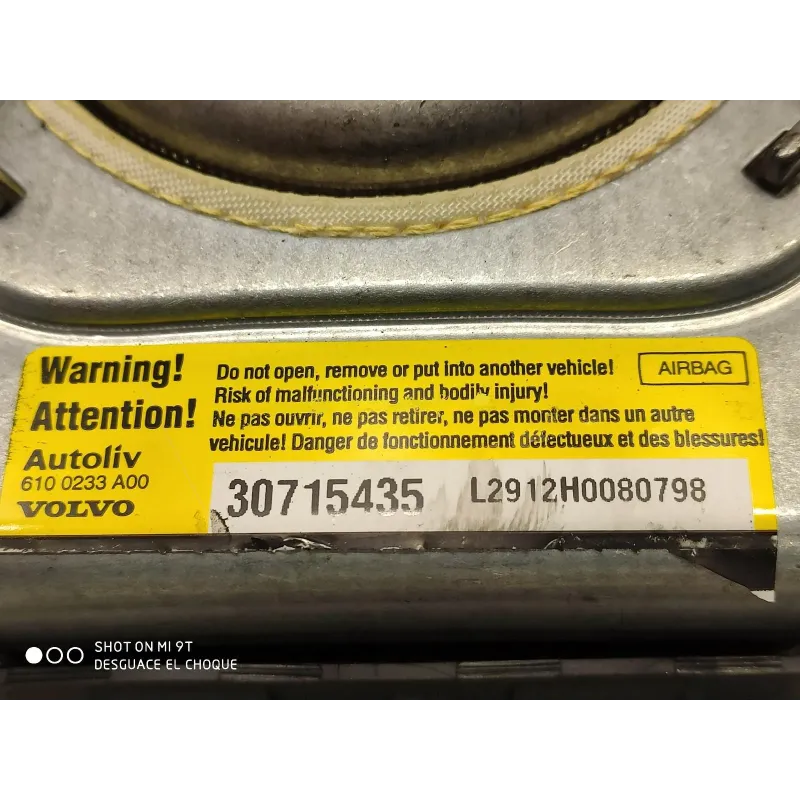 Warning!
Attention!
Autoliv
610 0233 A00
VOLVO
Do not open, remove or put into another vehicle!
Risk of malfunctioning and bodily injury!
Ne pas ouvrir, ne pas retirer, ne pas monter dans un autre
vehicule! Danger de fonctionnement défectueux et des blessures!
AIRBAG
30715435
L2912H0080798
SHOT ON MI 9T
DESGUACE EL CHOQUE